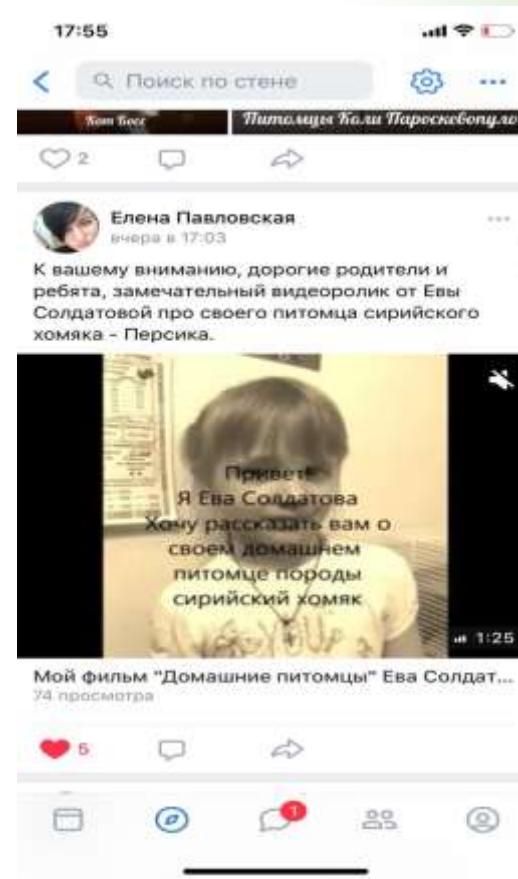 17:55
Поиск по стене
Кот Босс
Питомцы Коли Параскевопуло
2
Елена Павловская
вчера в 17:03
К вашему вниманию, дорогие родители и
ребята, замечательный видеоролик от Евы
Солдатовой про своего питомца сирийского
хомяка - Персика.
Привет!
Я Ева Солдатова
Хочу рассказать вам о
своем домашнем
питомце породы
сирийский хомяк
1:25
Мой фильм "Домашние питомцы" Ева Солдат...
74 просмотра
5
1